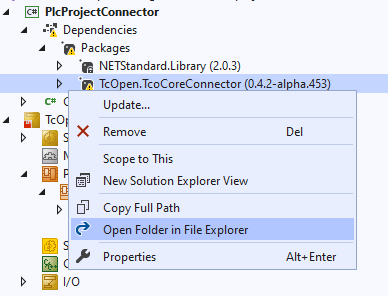 PlcProjectConnector
Dependencies
Packages
NETStandard.Library (2.0.3)
TcOpen.TcoCoreConnector (0.4.2-alpha.453)
C
Update...
TcO
Remove Del
S
Scope to This
M
New Solution Explorer View
P
Copy Full Path
Open Folder in File Explorer
S
Properties Alt+Enter
C
I/O